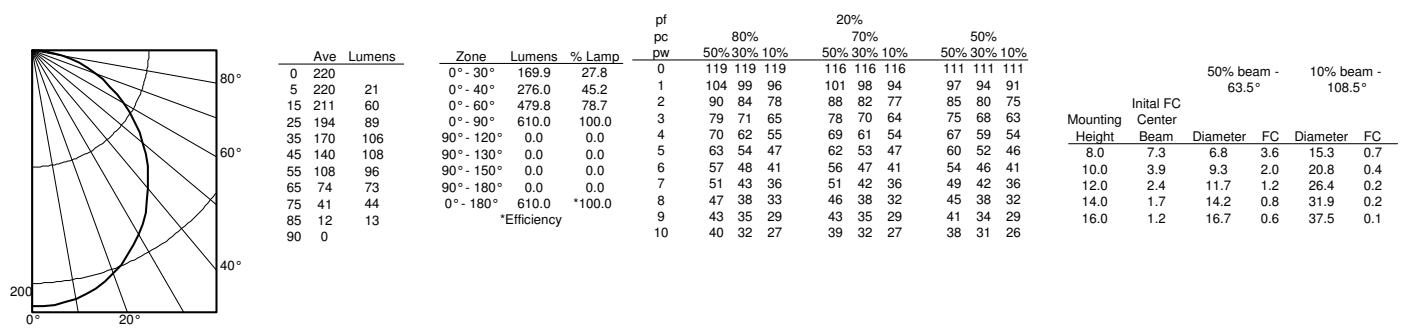 80°
60°
40°
200
0° 20°
Ave Lumens
0 220
5 220 21
15 211 60
25 194 89
35 170 106
45 140 108
55 108 96
65 74 73
75 41 44
85 12 13
90 0
Zone Lumens % Lamp
0°- 30° 169.9 27.8
0°- 40° 276.0 45.2
0°- 60° 479.8 78.7
0°- 90° 610.0 100.0
90°- 120° 0.0 0.0
90°- 130° 0.0 0.0
90°- 150° 0.0 0.0
90°- 180° 0.0 0.0
0°- 180° 610.0 *100.0
*Efficiency
pf 20%
pc 80% 70% 50%
pw 50% 30% 10% 50% 30% 10% 50% 30% 10%
0 119 119 119 116 116 116 111 111 111
1 104 99 96 101 98 94 97 94 91
2 90 84 78 88 82 77 85 80 75
3 79 71 65 78 70 64 75 68 63
4 70 62 55 69 61 54 67 59 54
5 63 54 47 62 53 47 60 52 46
6 57 48 41 56 47 41 54 46 41
7 51 43 36 51 42 36 49 42 36
8 47 38 33 46 38 32 45 38 32
9 43 35 29 43 35 29 41 34 29
10 40 32 27 39 32 27 38 31 26
50% beam - 10% beam -
63.5° 108.5°
Inital FC
Mounting Center
Height Beam Diameter FC Diameter FC
8.0 7.3 6.8 3.6 15.3 0.7
10.0 3.9 9.3 2.0 20.8 0.4
12.0 2.4 11.7 1.2 26.4 0.2
14.0 1.7 14.2 0.8 31.9 0.2
16.0 1.2 16.7 0.6 37.5 0.1